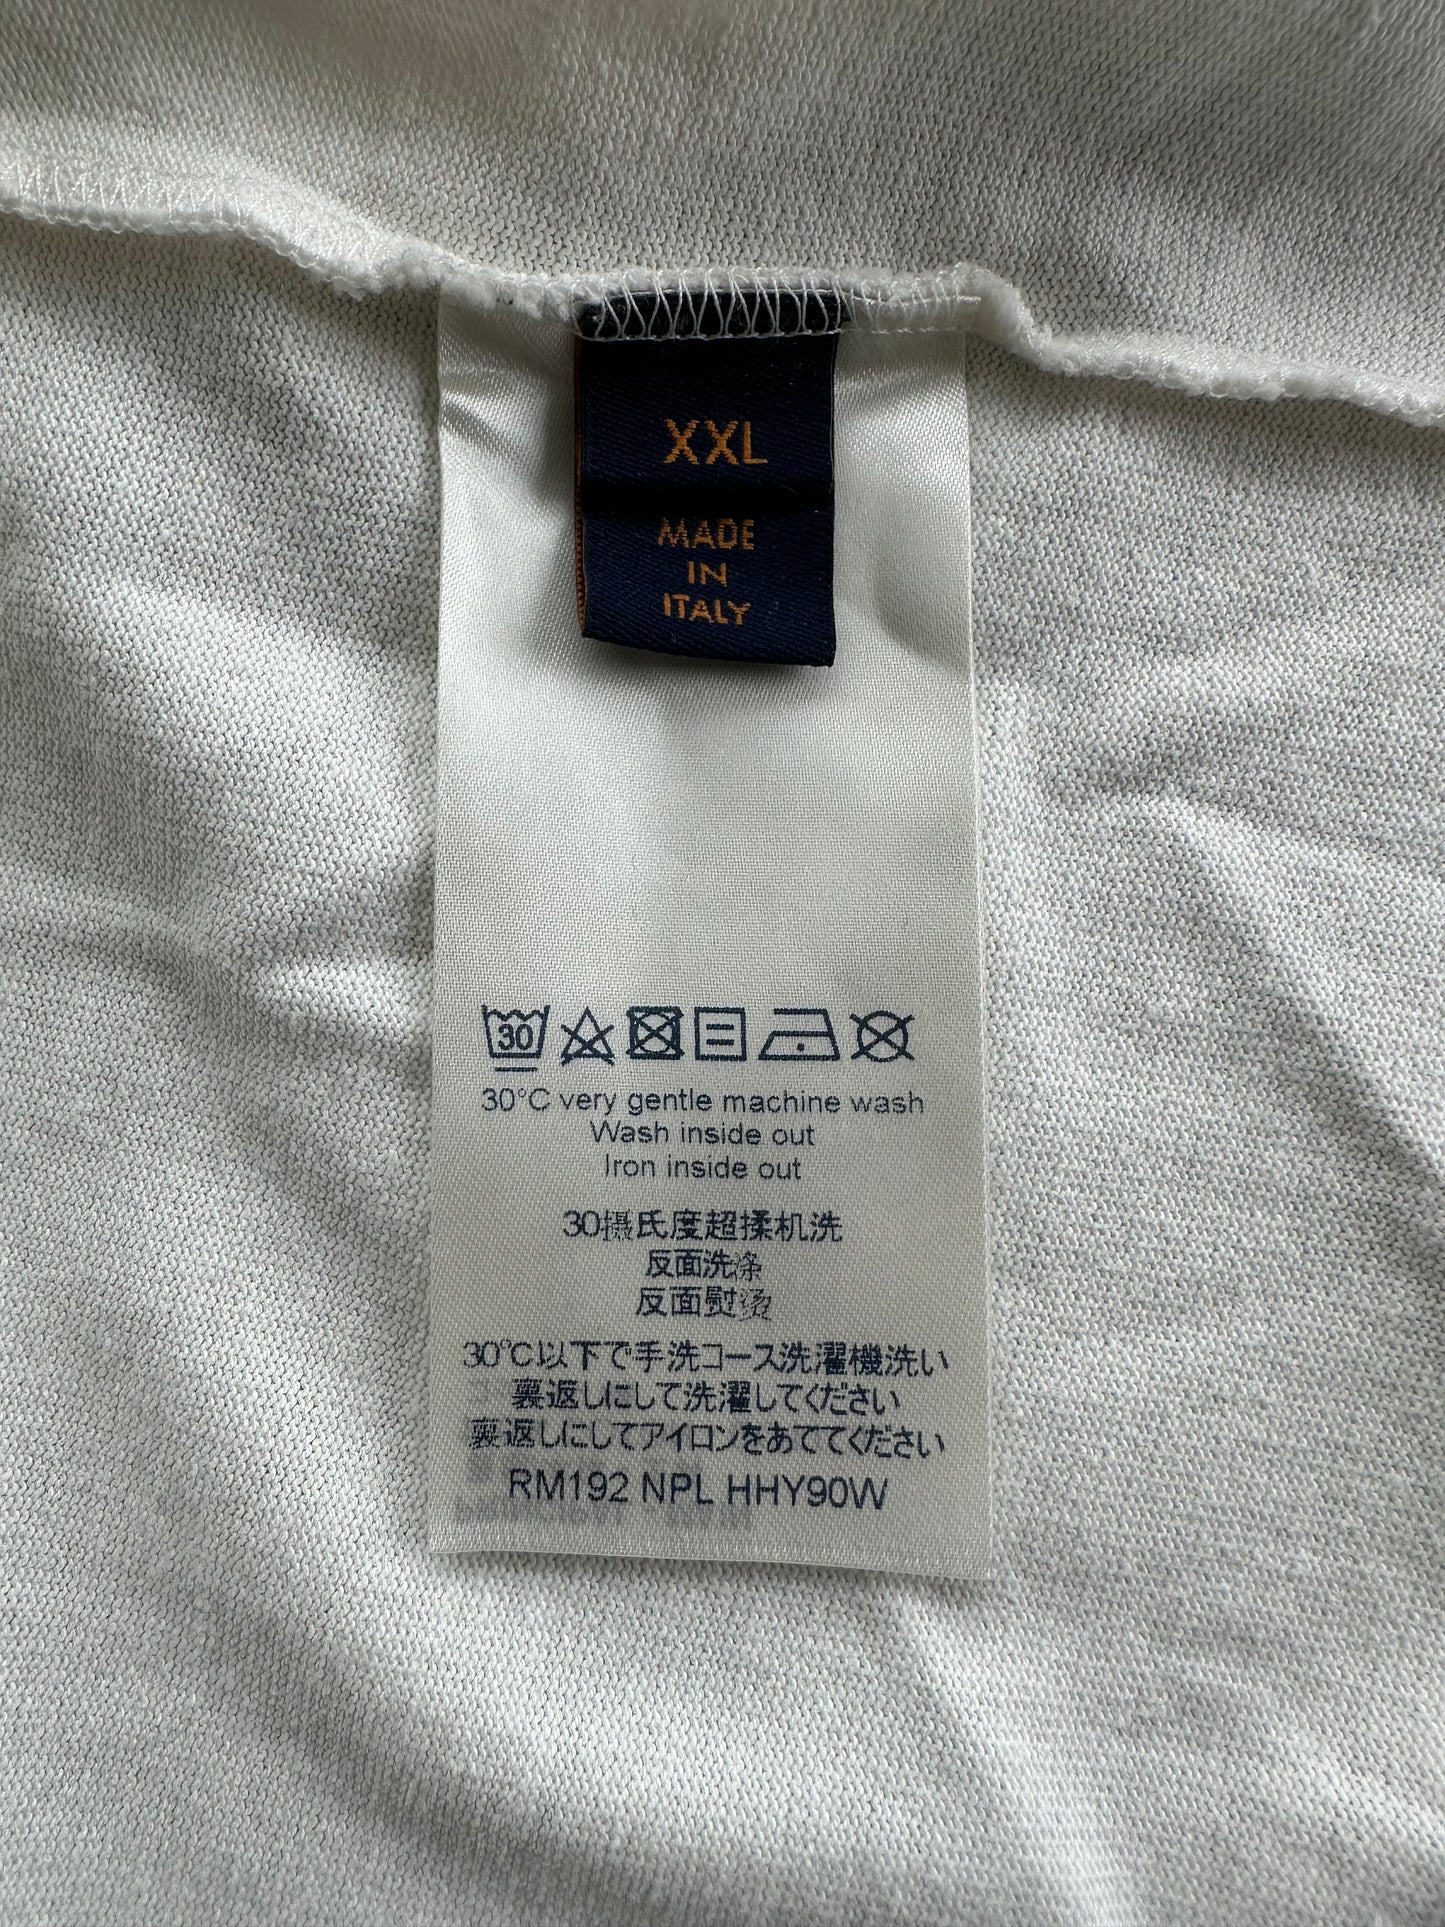 XXL
MADE
IN
ITALY
30
30°C very gentle machine wash
Wash inside out
Iron inside out
30摄氏度超揉机洗
反面洗涤
反面熨烫
30℃以下で手洗コース洗濯機洗い
裏返しにして洗濯してください
裏返しにしてアイロンをあててください
RM192 NPL HHY90W